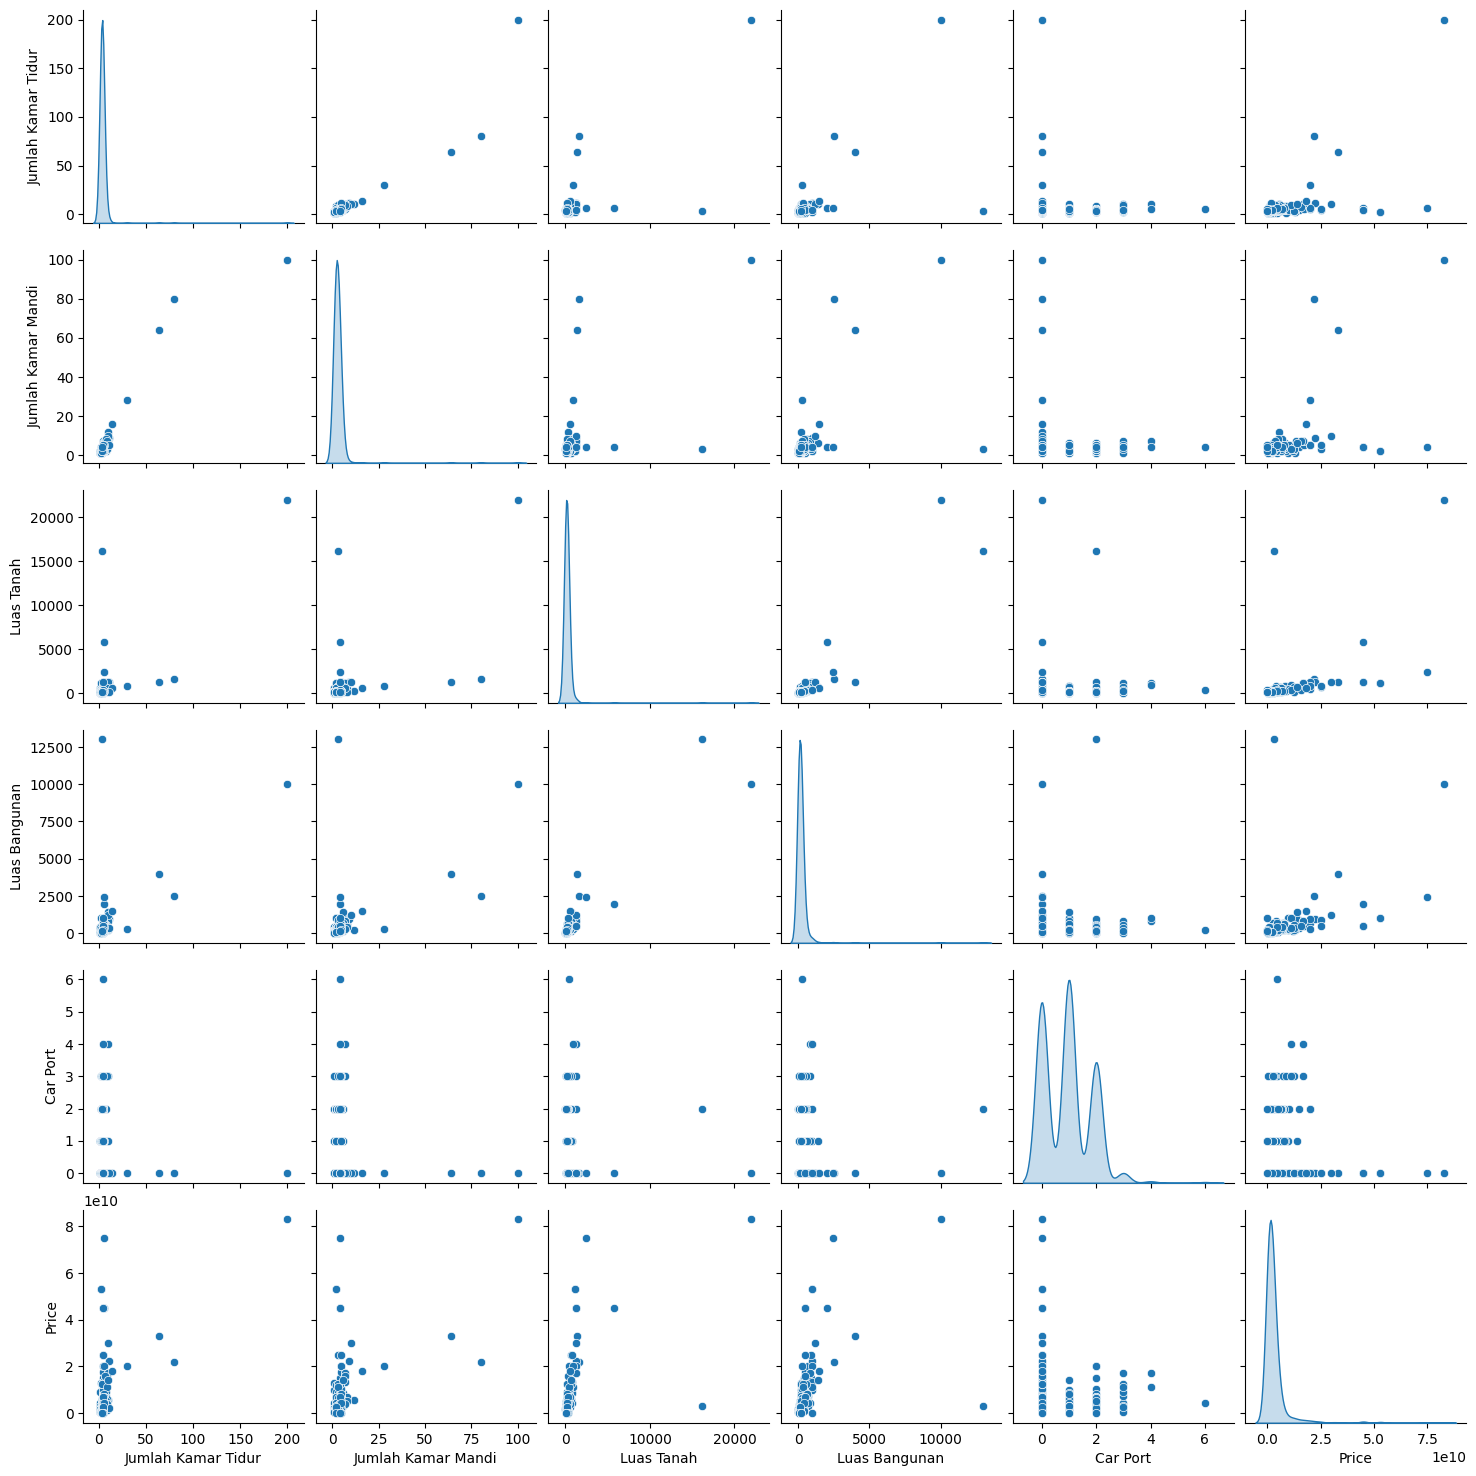 200
150
100
50
0
Jumlah Kamar Tidur
100
80
60
40
20
0
Jumlah Kamar Mandi
20000
15000
10000
5000
0
Luas Tanah
12500
10000
7500
5000
2500
0
Luas Bangunan
6
5
4
3
2
1
0
Car Port
1e10
8
6
4
2
0
Price
0 50 100 150 200
0 25 50 75 100
0 10000 20000
0 5000 10000
0 2 4 6
0.0 2.5 5.0 7.5
1e10
Jumlah Kamar Tidur
Jumlah Kamar Mandi
Luas Tanah
Luas Bangunan
Car Port
Price